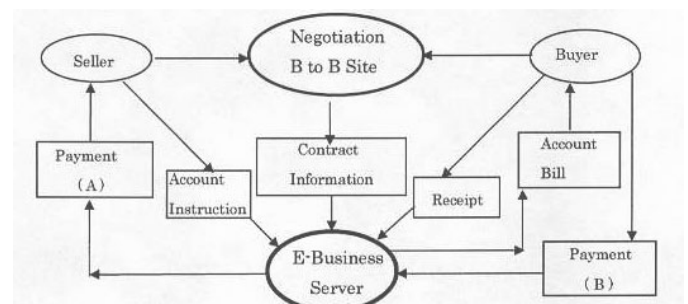 Negotiation
B to B Site
Seller
Buyer
Payment
(A)
Account
Instruction
Contract
Information
Receipt
Account
Bill
E-Business
Server
Payment
(B)